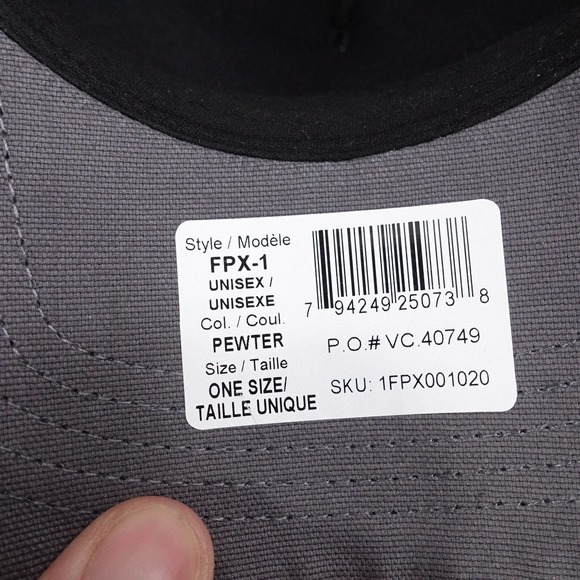 Style / Modèle
FPX-1
UNISEX /
UNISEXE
Col. / Coul.
PEWTER
Size / Taille
ONE SIZE/
TAILLE UNIQUE
7 94249 25073 8
P.O.# VC.40749
SKU: 1FPX001020